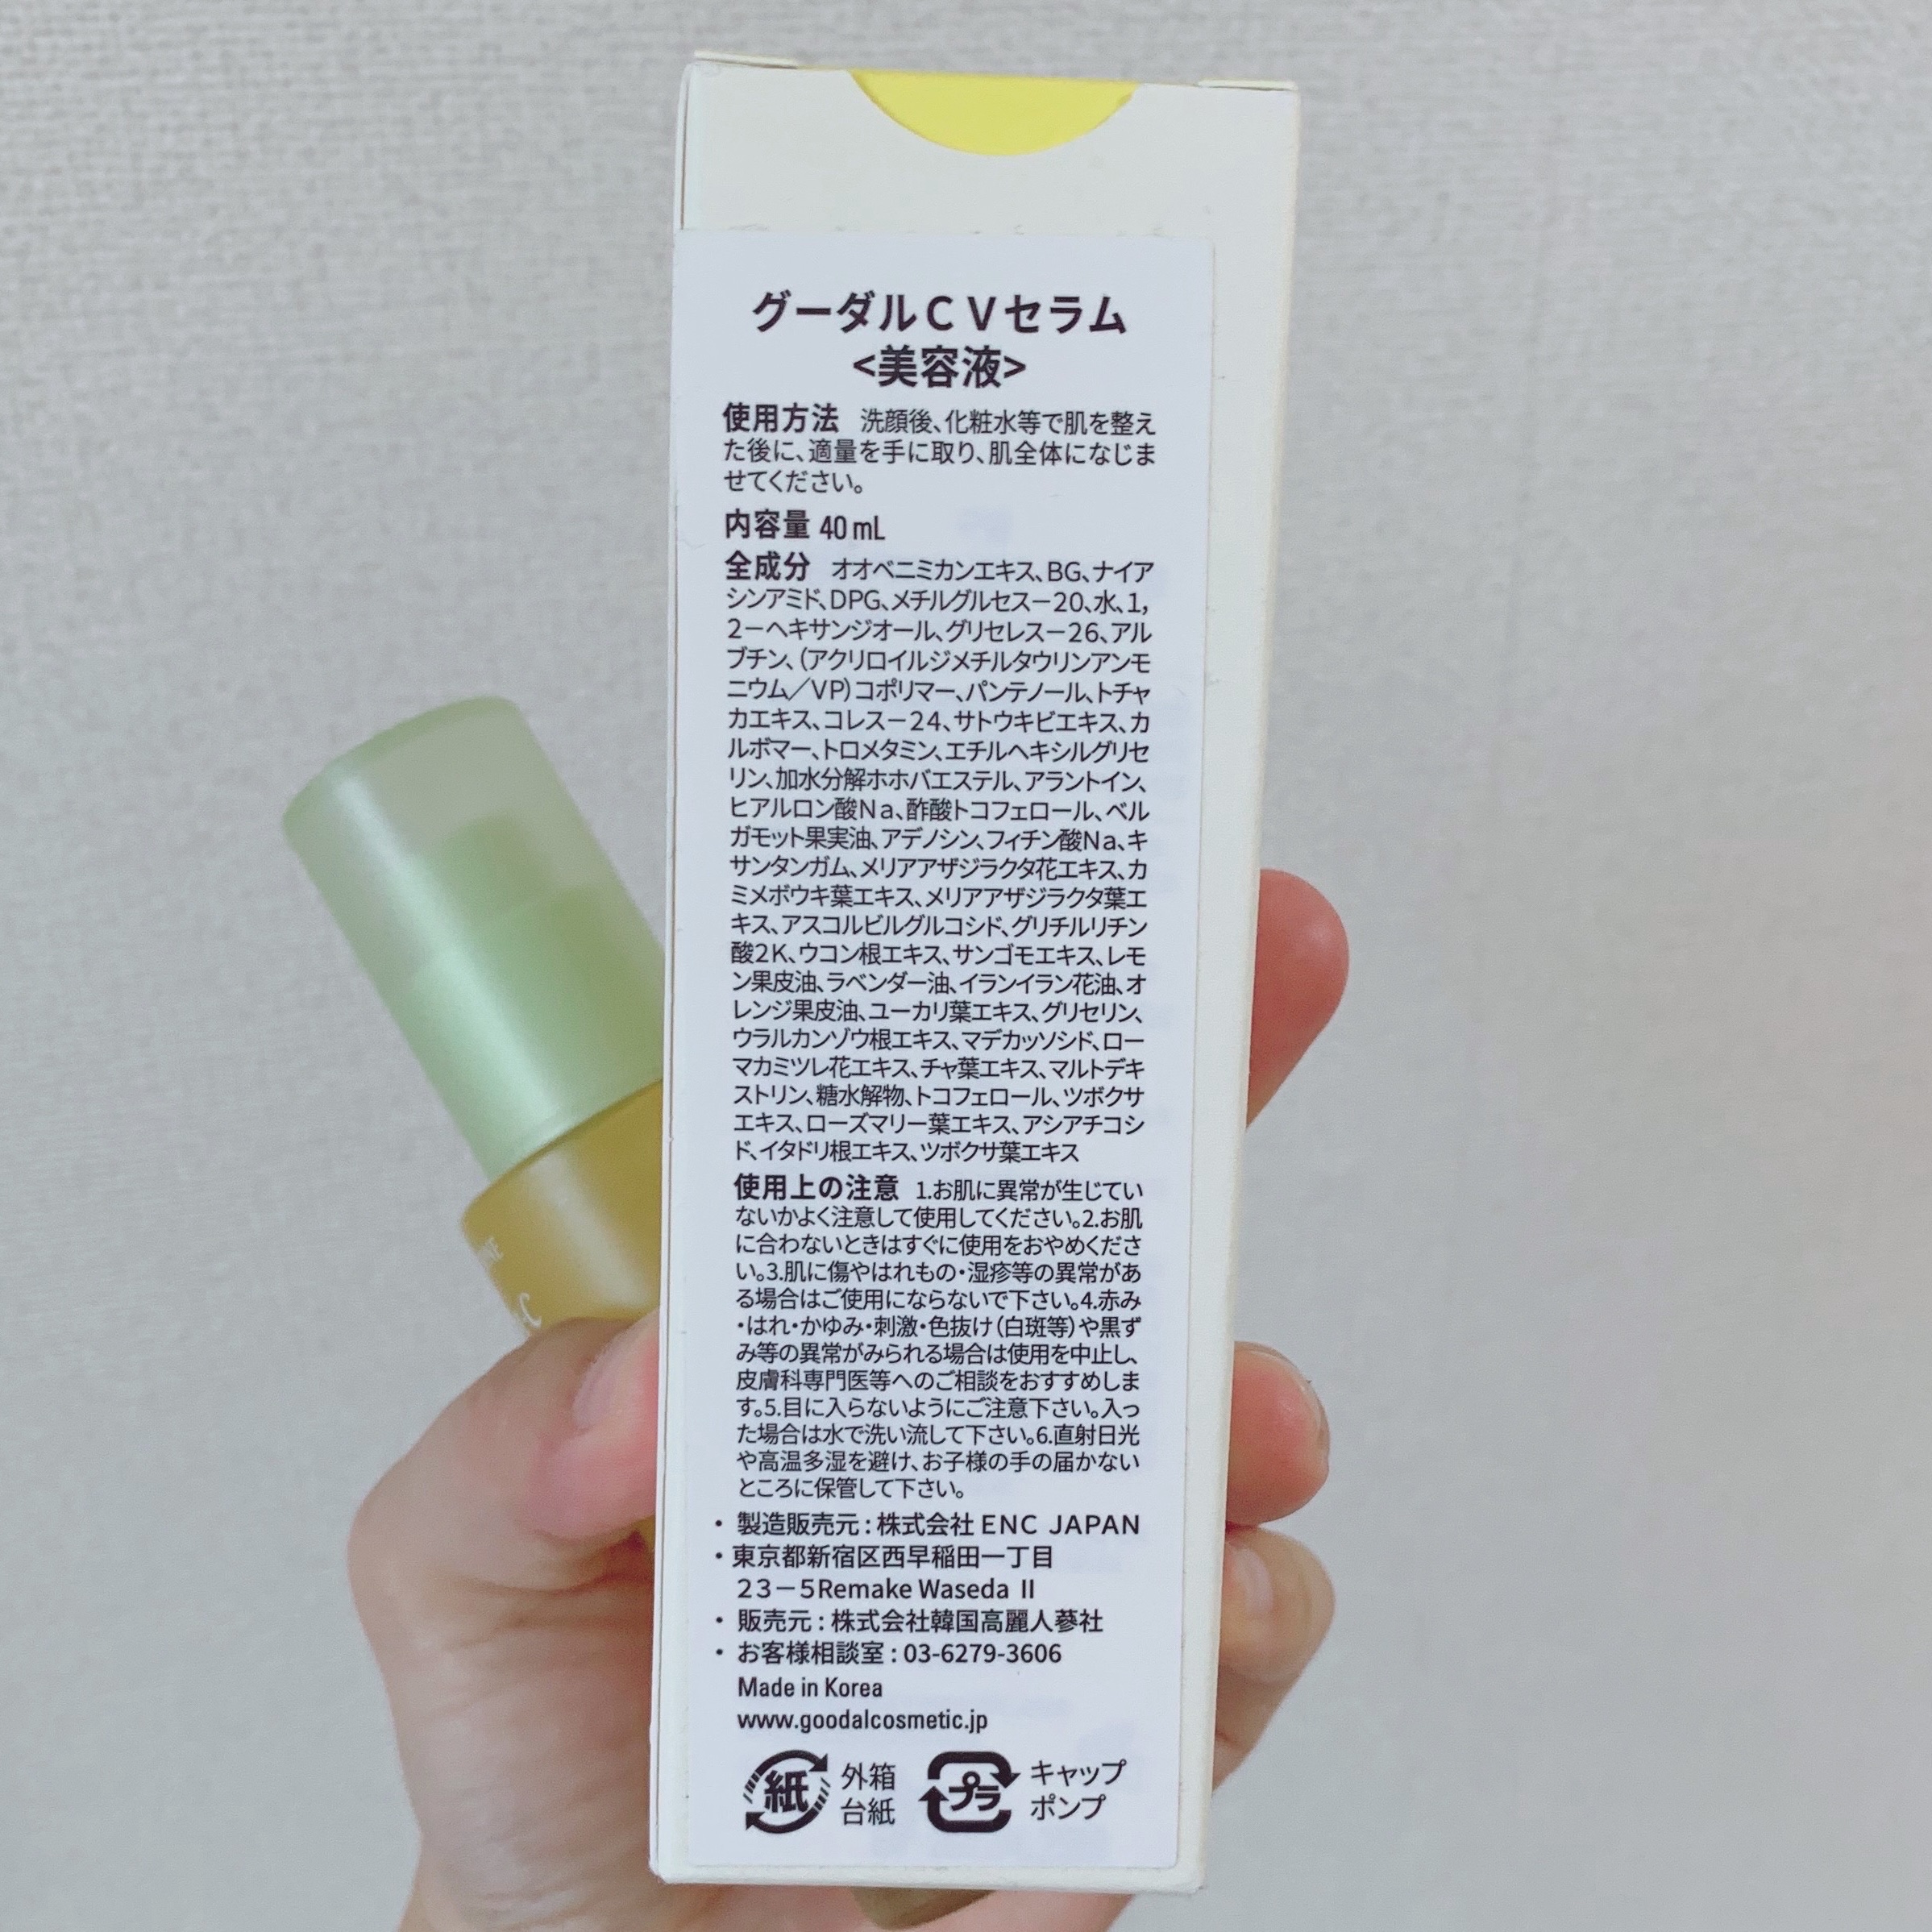 グーダルＣＶセラム
<美容液>
使用方法 洗顔後、化粧水等で肌を整え
た後に、適量を手に取り、肌全体になじま
せてください。
内容量 40mL
全成分 オオベニミカンエキス、BG、ナイア
シンアミド、DPG、メチルグルセス－20、水、1,
2－ヘキサンジオール、グリセレス－26、アル
ブチン、（アクリロイルジメチルタウリンアンモ
ニウム／VP）コポリマー、パンテノール、トチャ
カエキス、コレス－24、サトウキビエキス、カ
ルボマー、トロメタミン、エチルヘキシルグリセ
リン、加水分解ホホバエステル、アラントイン、
ヒアルロン酸Na、酢酸トコフェロール、ベル
ガモット果実油、アデノシン、フィチン酸Na、キ
サンタンガム、メリアアザジラクタ花エキス、カ
ミメボウキ葉エキス、メリアアザジラクタ葉エ
キス、アスコルビルグルコシド、グリチルリチン
酸2K、ウコン根エキス、サンゴモエキス、レモ
ン果皮油、ラベンダー油、イランイラン花油、オ
レンジ果皮油、ユーカリ葉エキス、グリセリン、
ウラルカンゾウ根エキス、マデカッソシド、ロー
マカミツレ花エキス、チャ葉エキス、マルトデキ
ストリン、糖水解物、トコフェロール、ツボクサ
エキス、ローズマリー葉エキス、アシアチコシ
ド、イタドリ根エキス、ツボクサ葉エキス
使用上の注意 1.お肌に異常が生じてい
ないかよく注意して使用してください。2.お肌
に合わないときはすぐに使用をおやめくださ
い。3.肌に傷やはれもの・湿疹等の異常があ
る場合はご使用にならないで下さい。4.赤み
・はれ・かゆみ・刺激・色抜け（白斑等）や黒ず
み等の異常がみられる場合は使用を中止し、
皮膚科専門医等へのご相談をおすすめしま
す。5.目に入らないようにご注意下さい。入っ
た場合は水で洗い流して下さい。6.直射日光
や高温多湿を避け、お子様の手の届かない
ところに保管して下さい。
・ 製造販売元：株式会社ENC JAPAN
・東京都新宿区西早稲田一丁目
23－5Remake Waseda Ⅱ
・ 販売元：株式会社韓国高麗人蔘社
・ お客様相談室：03-6279-3606
Made in Korea
www.goodalcosmetic.jp
紙 外箱 プラ キャップ
台紙 ポンプ